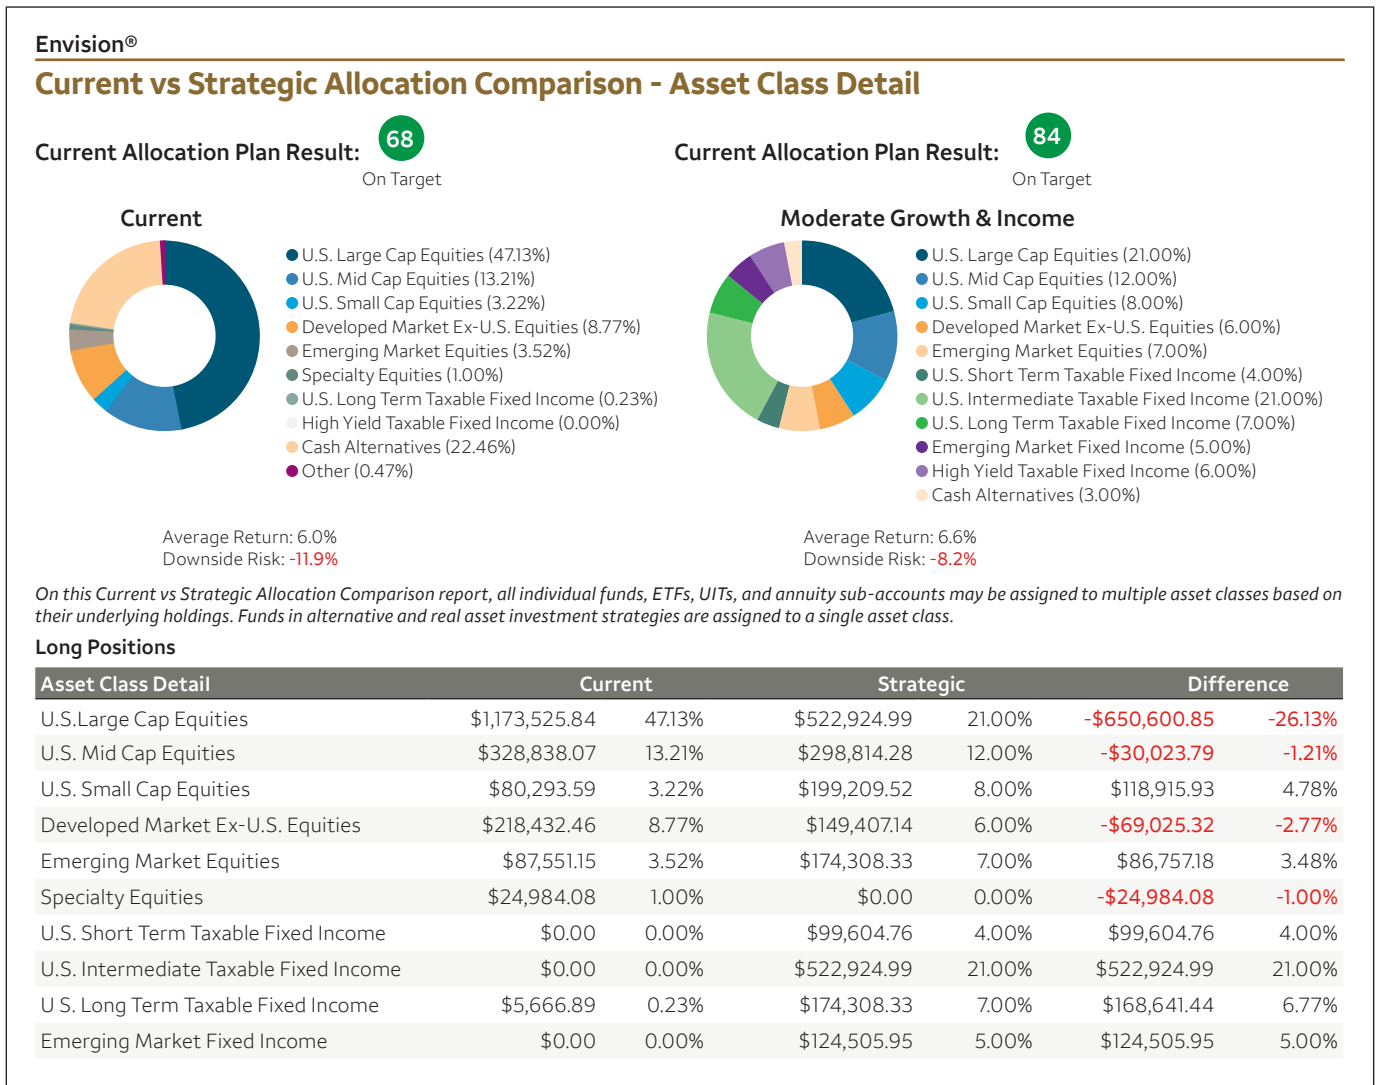 Envision®
Current vs Strategic Allocation Comparison - Asset Class Detail
Current Allocation Plan Result: 68
On Target
Current
U.S. Large Cap Equities (47.13%)
U.S. Mid Cap Equities (13.21%)
U.S. Small Cap Equities (3.22%)
Developed Market Ex-U.S. Equities (8.77%)
Emerging Market Equities (3.52%)
Specialty Equities (1.00%)
U.S. Long Term Taxable Fixed Income (0.23%)
High Yield Taxable Fixed Income (0.00%)
Cash Alternatives (22.46%)
Other (0.47%)
Average Return: 6.0%
Downside Risk: -11.9%
Current Allocation Plan Result: 84
On Target
Moderate Growth & Income
U.S. Large Cap Equities (21.00%)
U.S. Mid Cap Equities (12.00%)
U.S. Small Cap Equities (8.00%)
Developed Market Ex-U.S. Equities (6.00%)
Emerging Market Equities (7.00%)
U.S. Short Term Taxable Fixed Income (4.00%)
U.S. Intermediate Taxable Fixed Income (21.00%)
U.S. Long Term Taxable Fixed Income (7.00%)
Emerging Market Fixed Income (5.00%)
High Yield Taxable Fixed Income (6.00%)
Cash Alternatives (3.00%)
Average Return: 6.6%
Downside Risk: -8.2%
On this Current vs Strategic Allocation Comparison report, all individual funds, ETFs, UITs, and annuity sub-accounts may be assigned to multiple asset classes based on
their underlying holdings. Funds in alternative and real asset investment strategies are assigned to a single asset class.
Long Positions
Asset Class Detail Current Strategic Difference
U.S.Large Cap Equities $1,173,525.84 47.13% $522,924.99 21.00% -$650,600.85 -26.13%
U.S. Mid Cap Equities $328,838.07 13.21% $298,814.28 12.00% -$30,023.79 -1.21%
U.S. Small Cap Equities $80,293.59 3.22% $199,209.52 8.00% $118,915.93 4.78%
Developed Market Ex-U.S. Equities $218,432.46 8.77% $149,407.14 6.00% -$69,025.32 -2.77%
Emerging Market Equities $87,551.15 3.52% $174,308.33 7.00% $86,757.18 3.48%
Specialty Equities $24,984.08 1.00% $0.00 0.00% -$24,984.08 -1.00%
U.S. Short Term Taxable Fixed Income $0.00 0.00% $99,604.76 4.00% $99,604.76 4.00%
U.S. Intermediate Taxable Fixed Income $0.00 0.00% $522,924.99 21.00% $522,924.99 21.00%
U S. Long Term Taxable Fixed Income $5,666.89 0.23% $174,308.33 7.00% $168,641.44 6.77%
Emerging Market Fixed Income $0.00 0.00% $124,505.95 5.00% $124,505.95 5.00%